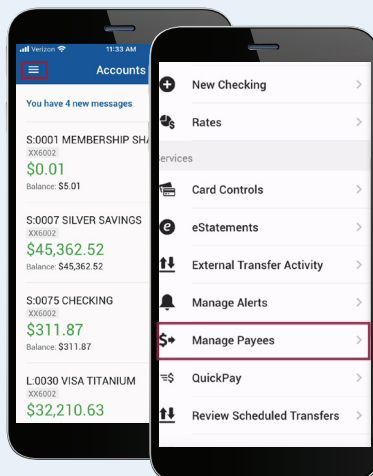 Verizon 11:33 AM
Accounts
You have 4 new messages
S:0001 MEMBERSHIP SHA
XX6002
$0.01
Balance: $5.01
S:0007 SILVER SAVINGS
XX6002
$45,362.52
Balance: $45,362.52
S:0075 CHECKING
XX6002
$311.87
Balance: $311.87
L:0030 VISA TITANIUM
XX6002
$32,210.63
New Checking
Rates
Services
Card Controls
eStatements
External Transfer Activity
Manage Alerts
Manage Payees
QuickPay
Review Scheduled Transfers